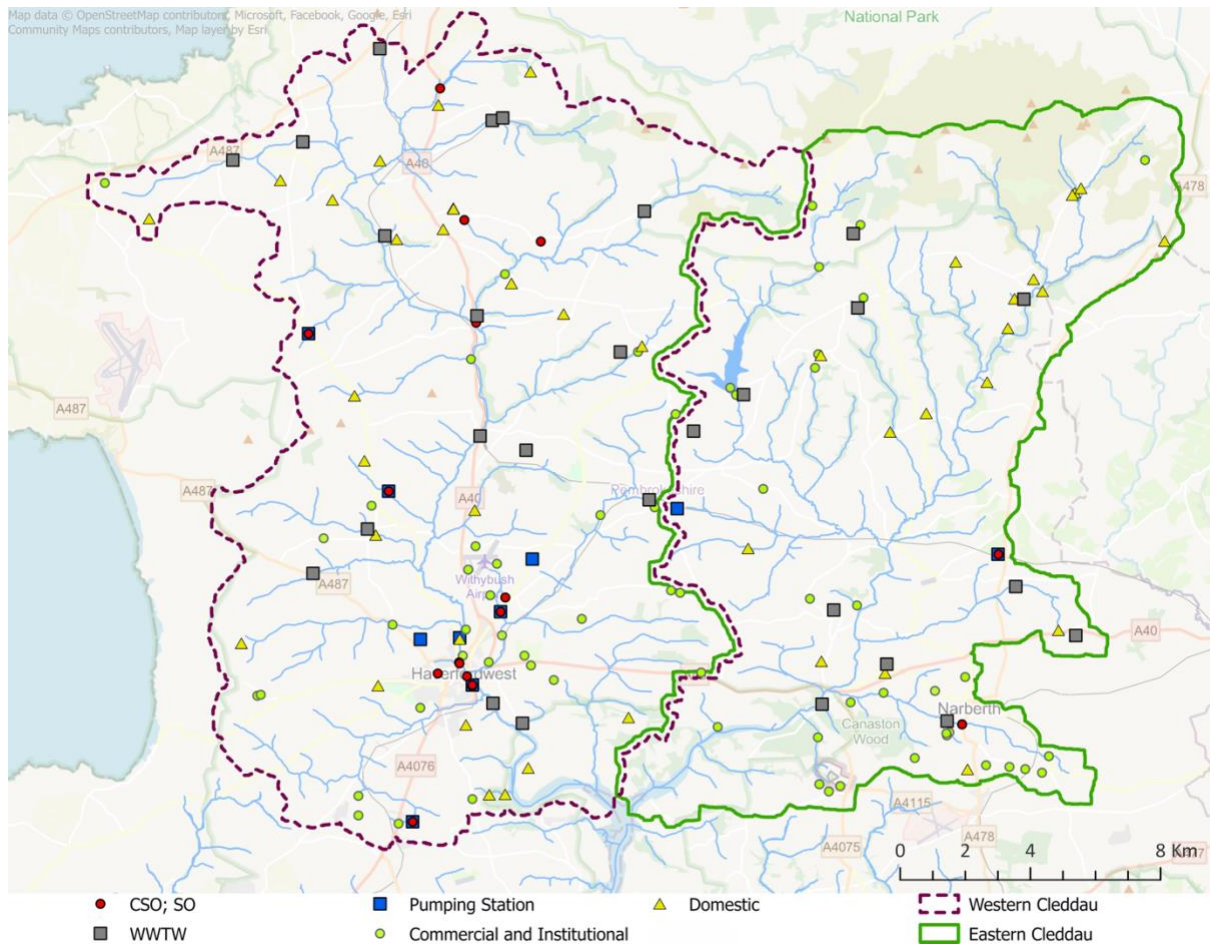 Map data © OpenStreetMap contributors, Microsoft, Facebook, Google, Esri
Community Maps contributors, Map layer by Esri
National Park
A487
A40
A478
A487
Pembrokeshire
A487
A40
Withybush
Airport
A487
A40
Haverfordwest
Narberth
Canaston
Wood
A4076
A4115
A478
A4075
0 2 4 8 Km
CSO; SO
Pumping Station
Domestic
Western Cleddau
WWTW
Commercial and Institutional
Eastern Cleddau